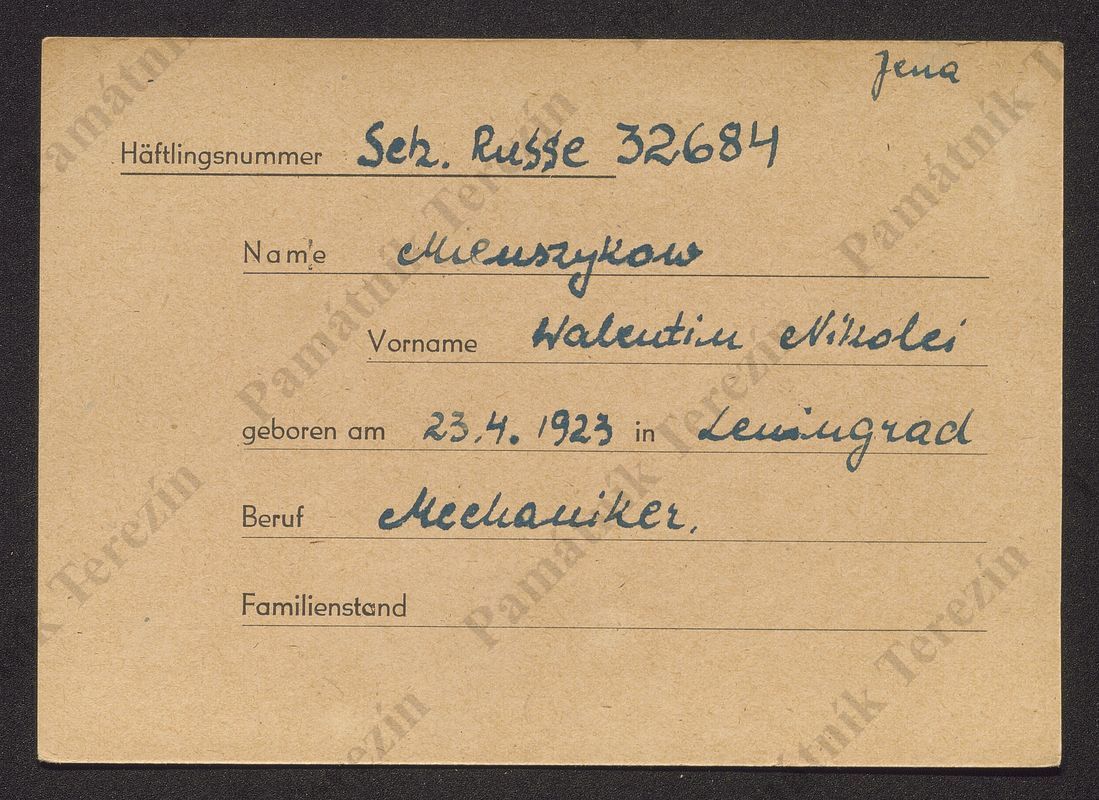 Jena
Häftlingsnummer Sch. Russe 32684
Name
Vorname Walentin Nikolei
geboren am 23.4.1923 in Leningrad
Beruf Mechaniker.
Familienstand
Památník Terezín